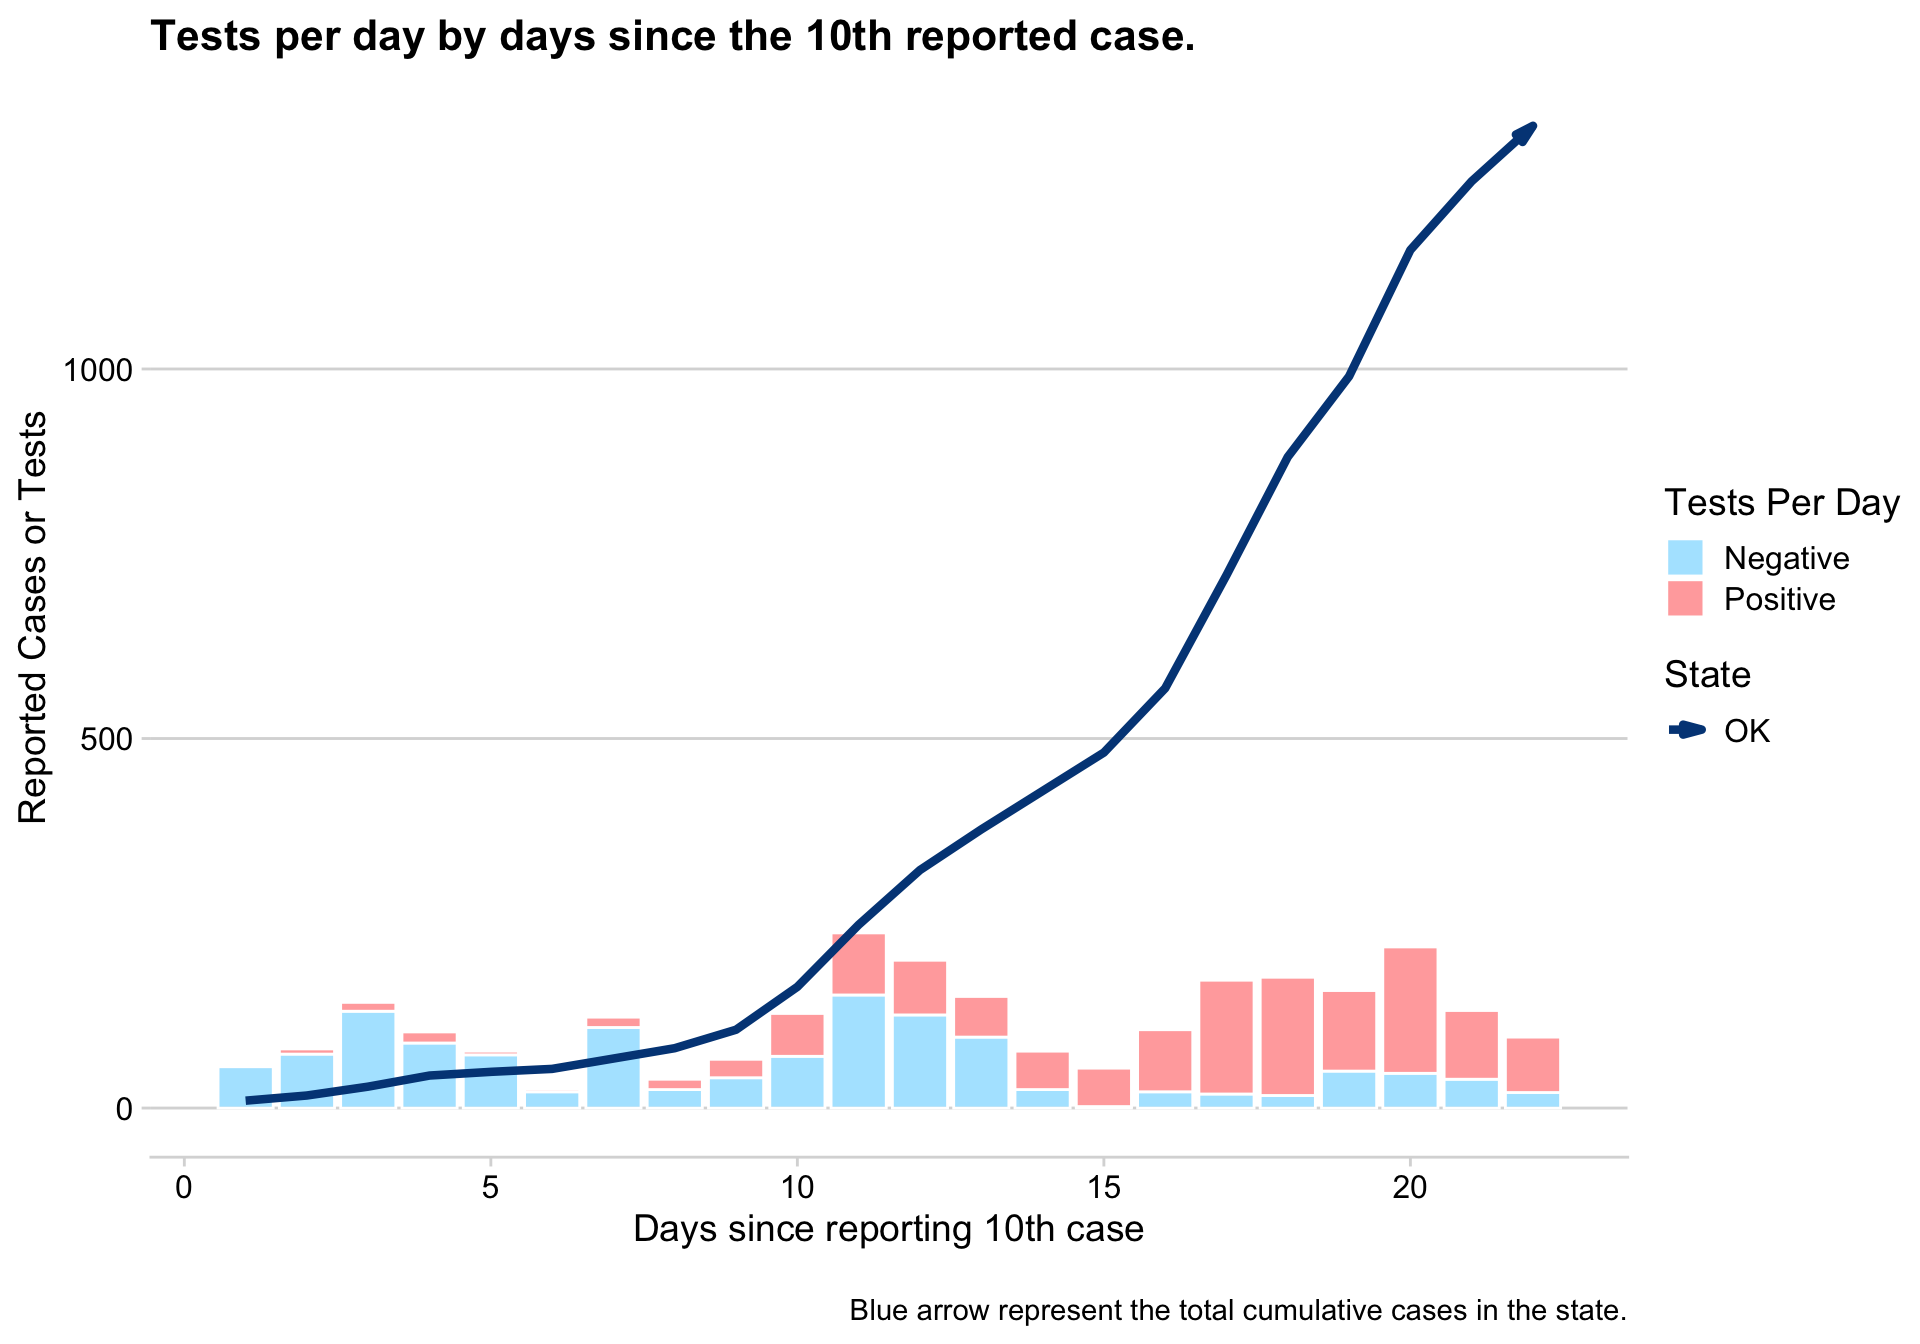 Tests per day by days since the 10th reported case.
Reported Cases or Tests
1000
500
0
0
5
10
15
20
Days since reporting 10th case
Tests Per Day
Negative
Positive
State
OK
Blue arrow represent the total cumulative cases in the state.